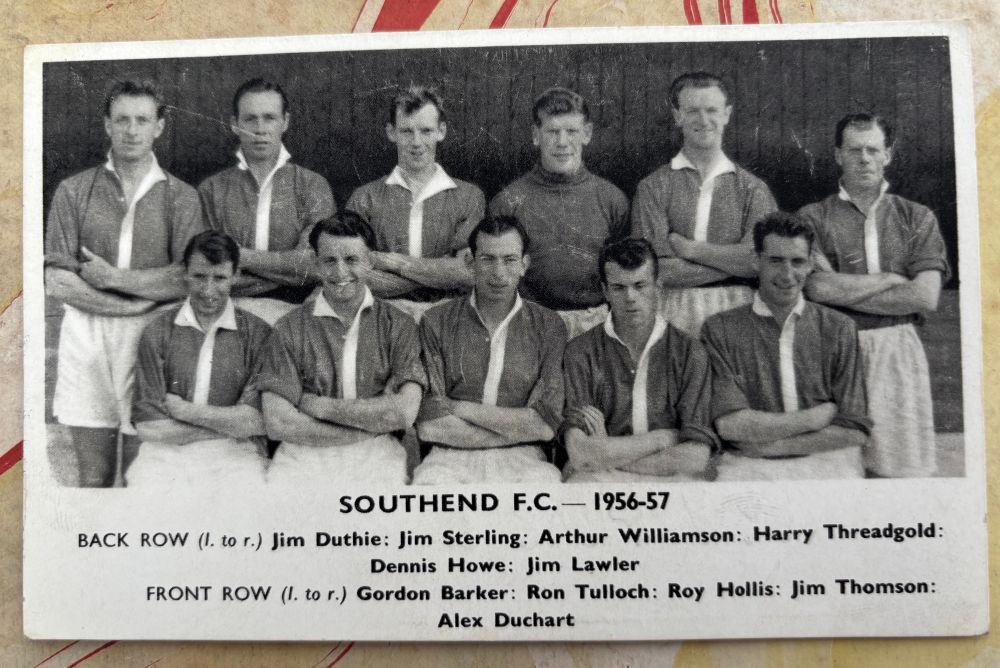 SOUTHEND F.C. — 1956-57
BACK ROW (l. to r.) Jim Duthie: Jim Sterling: Arthur Williamson: Harry Threadgold:
Dennis Howe: Jim Lawler
FRONT ROW (l. to r.) Gordon Barker: Ron Tulloch: Roy Hollis: Jim Thomson:
Alex Duchart